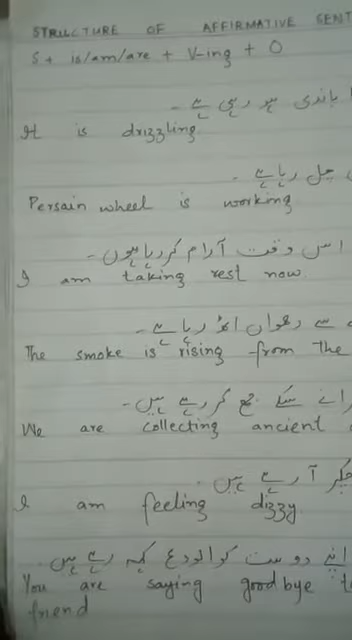 STRUCTURE OF AFFIRMATIVE SENT
S + is/am/are + V-ing + O
باندی ہو رہی ہے -
It is drizzling
چل رہا ہے -
Persain wheel is working
اس وقت آرام کر رہا ہوں -
I am taking rest now
سے دھواں اٹھ رہا ہے -
The smoke is rising from the
سکے جمع کر رہے ہیں -
We are collecting ancient
چکر آ رہے ہیں -
I am feeling dizzy
دوست کو الوداع کہہ رہے ہیں -
You are saying goodbye to
friend